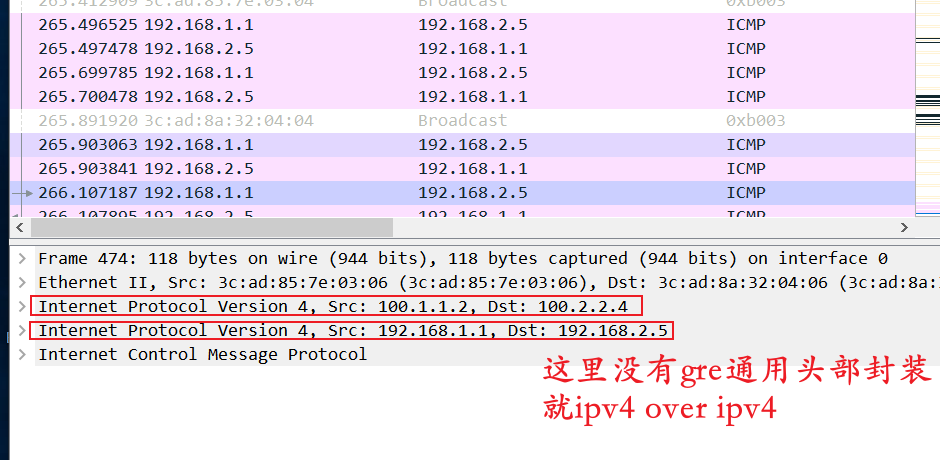 265.412909 3c:ad:85:7e:03:04 Broadcast 0xb003
265.496525 192.168.1.1 192.168.2.5 ICMP
265.497478 192.168.2.5 192.168.1.1 ICMP
265.699785 192.168.1.1 192.168.2.5 ICMP
265.700478 192.168.2.5 192.168.1.1 ICMP
265.891920 3c:ad:8a:32:04:04 Broadcast 0xb003
265.903063 192.168.1.1 192.168.2.5 ICMP
265.903841 192.168.2.5 192.168.1.1 ICMP
266.107187 192.168.1.1 192.168.2.5 ICMP
266.107895 192.168.2.5 192.168.1.1 ICMP
Frame 474: 118 bytes on wire (944 bits), 118 bytes captured (944 bits) on interface 0
Ethernet II, Src: 3c:ad:85:7e:03:06 (3c:ad:85:7e:03:06), Dst: 3c:ad:8a:32:04:06 (3c:ad:8a:
Internet Protocol Version 4, Src: 100.1.1.2, Dst: 100.2.2.4
Internet Protocol Version 4, Src: 192.168.1.1, Dst: 192.168.2.5
Internet Control Message Protocol
这里没有gre通用头部封装
就ipv4 over ipv4